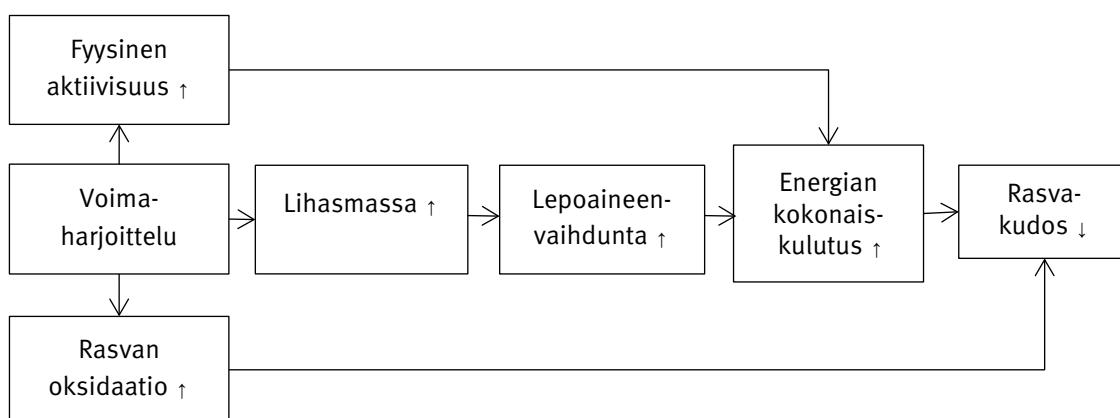 Fyysinen
aktiivisuus ↑
Voima-
harjoittelu
Lihasmassa ↑
Lepoaineen-
vaihdunta ↑
Energian
kokonais-
kulutus ↑
Rasva-
kudos ↓
Rasvan
oksidaatio ↑